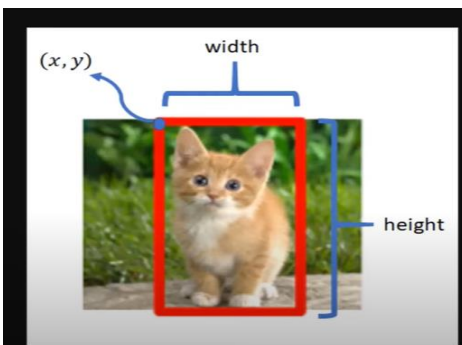 width
(x, y)
height